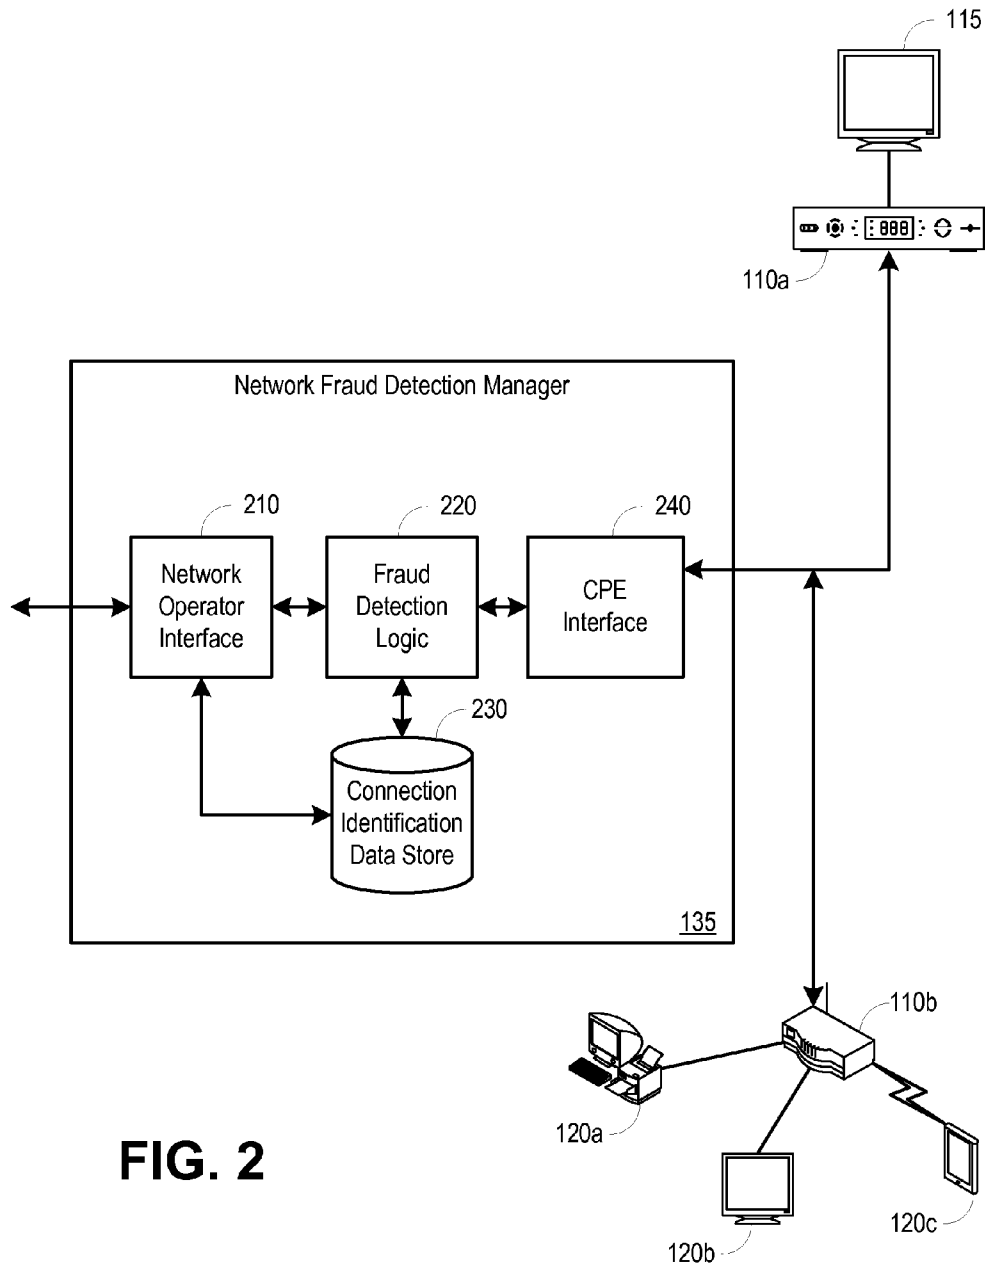 115
888
110a
Network Fraud Detection Manager
210
220
240
Network
Operator
Interface
Fraud
Detection
Logic
CPE
Interface
230
Connection
Identification
Data Store
135
110b
120a
120b
120c
FIG. 2